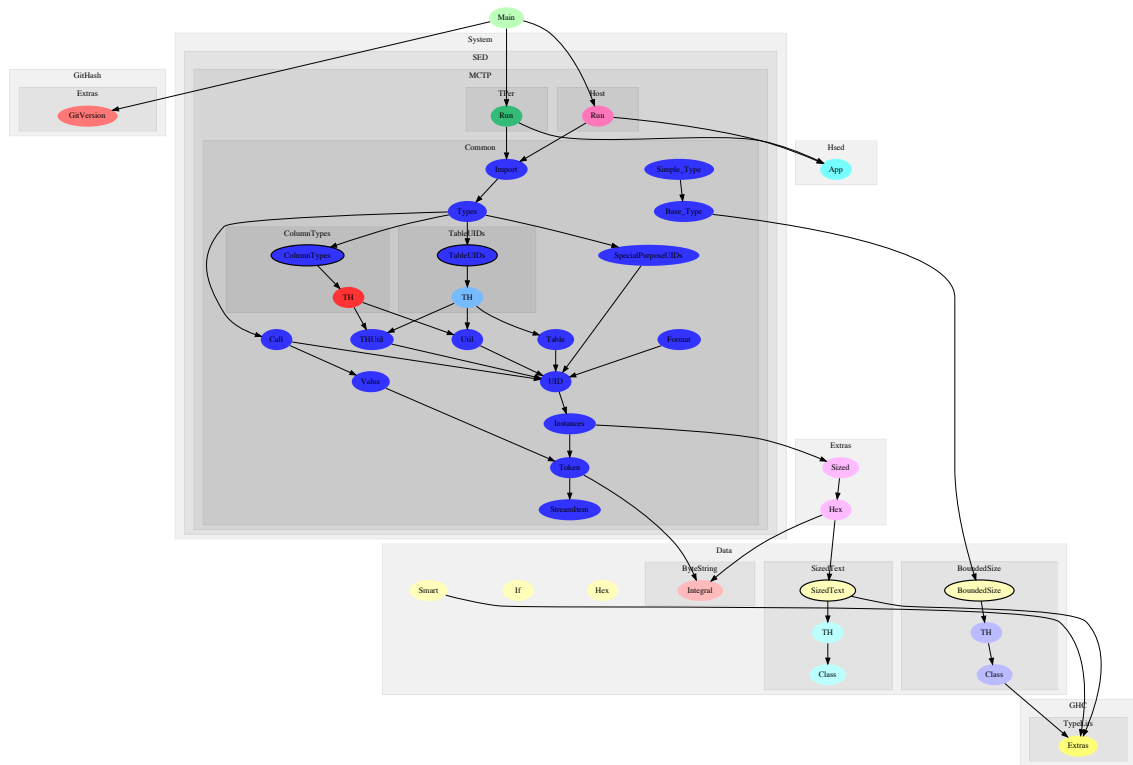 Main
System
SED
GitHash
MCTP
Extras
TPer
Host
GitVersion
Run
Run
Common
Hsed
Import
Simple_Type
App
Types
Base_Type
ColumnTypes
TableUIDs
ColumnTypes
TableUIDs
SpecialPurposeUIDs
TH
TH
Call
THUtil
Util
Table
Format
Value
UID
Instances
Extras
Token
Sized
StreamItem
Hex
Data
ByteString
SizedText
BoundedSize
Smart
If
Hex
Integral
SizedText
BoundedSize
TH
TH
Class
Class
GHC
TypeLits
Extras